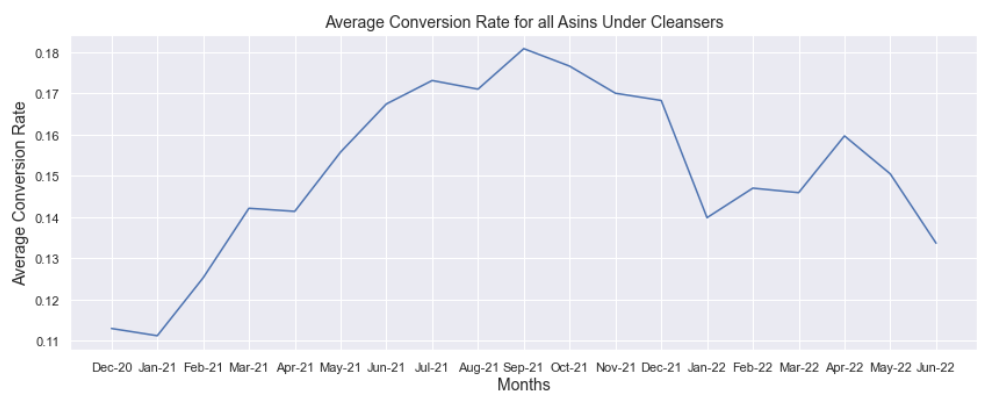 Average Conversion Rate for all Asins Under Cleansers
Average Conversion Rate
0.18
0.17
0.16
0.15
0.14
0.13
0.12
0.11
Dec-20 Jan-21 Feb-21 Mar-21 Apr-21 May-21 Jun-21 Jul-21 Aug-21 Sep-21 Oct-21 Nov-21 Dec-21 Jan-22 Feb-22 Mar-22 Apr-22 May-22 Jun-22
Months